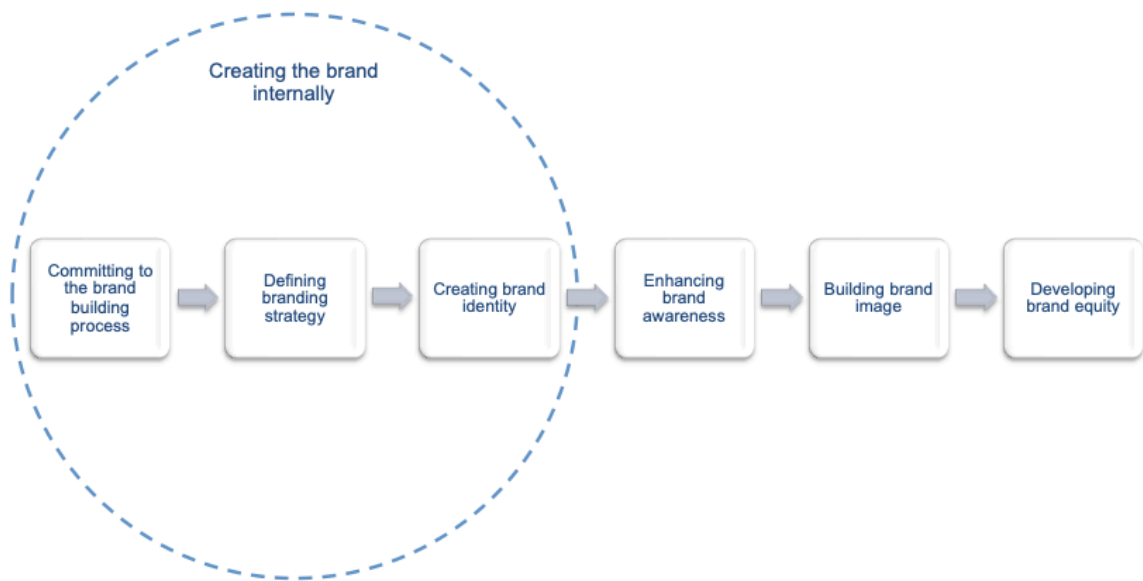 Creating the brand
internally
Committing to
the brand
building
process
Defining
branding
strategy
Creating brand
identity
Enhancing
brand
awareness
Building brand
image
Developing
brand equity